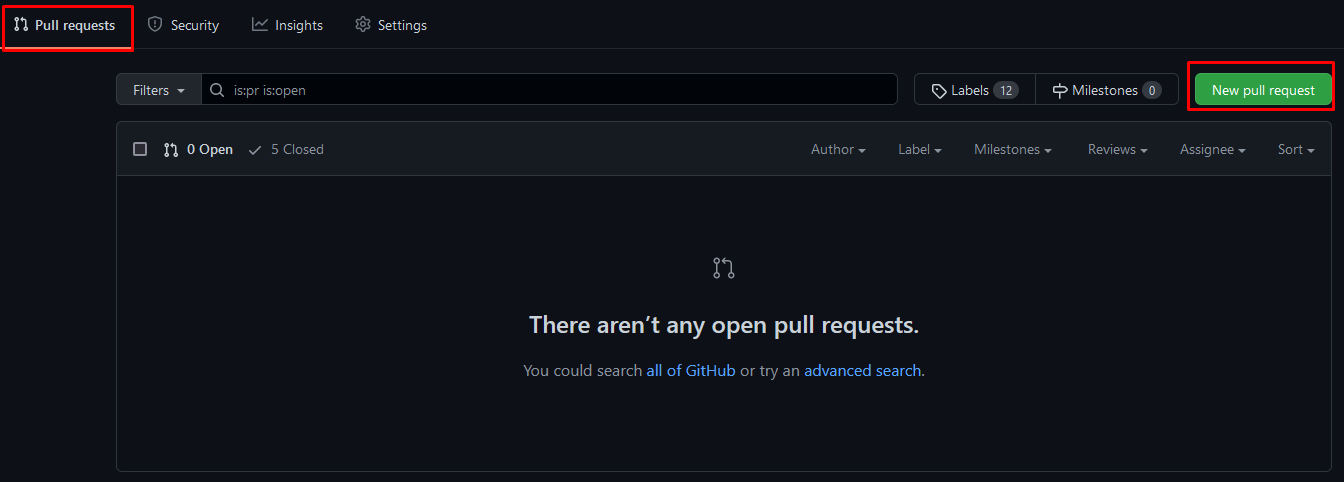 Pull requests Security Insights Settings
Filters is:pr is:open Labels 12 Milestones 0 New pull request
0 Open 5 Closed Author Label Milestones Reviews Assignee Sort
There aren’t any open pull requests.
You could search all of GitHub or try an advanced search.